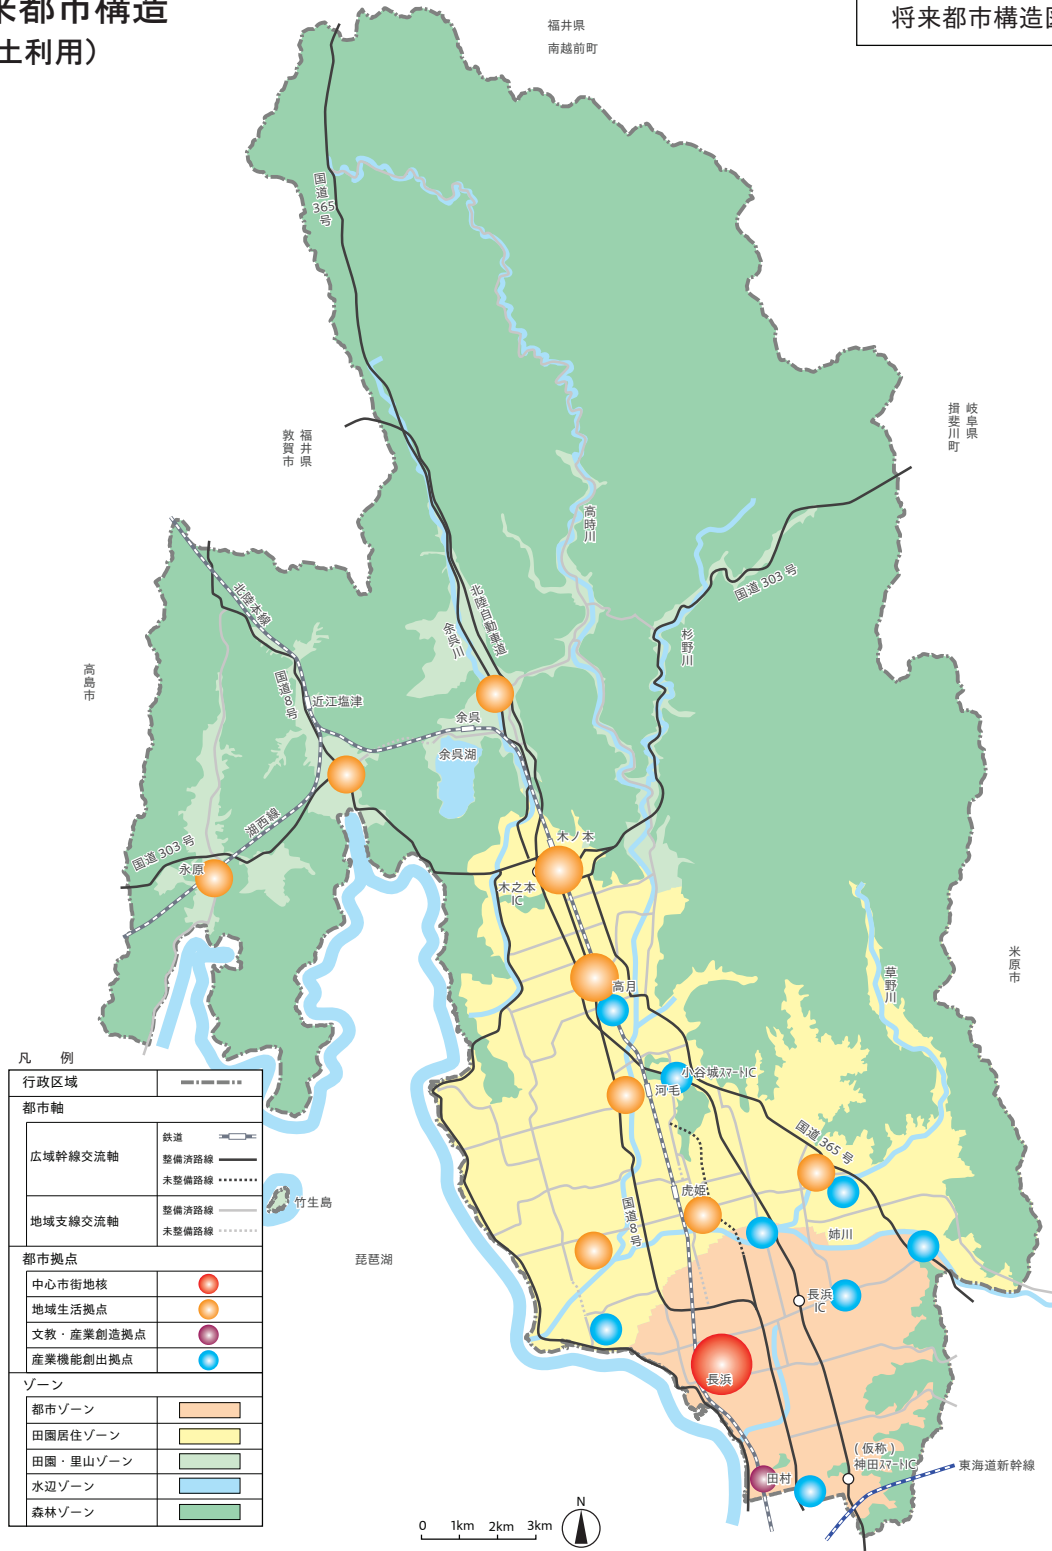 来都市構造
土利用）
将来都市構造図
福井県
南越前町
国道365号
福井県
敦賀市
岐阜県
揖斐川町
高時川
国道303号
北陸自動車道
余呉川
杉野川
北陸本線
高島市
国道8号
近江塩津
余呉
余呉湖
湖西線
国道303号
永原
木ノ本
木之本
IC
草野川
米原市
高月
小谷城スマートIC
河毛
国道365号
虎姫
国道8号
姉川
竹生島
琵琶湖
長浜
IC
長浜
(仮称)
神田スマートIC
東海道新幹線
田村
凡　例
行政区域
都市軸
広域幹線交流軸
鉄道
整備済路線
未整備路線
地域支線交流軸
整備済路線
未整備路線
都市拠点
中心市街地核
地域生活拠点
文教・産業創造拠点
産業機能創出拠点
ゾーン
都市ゾーン
田園居住ゾーン
田園・里山ゾーン
水辺ゾーン
森林ゾーン
0 1km 2km 3km
N